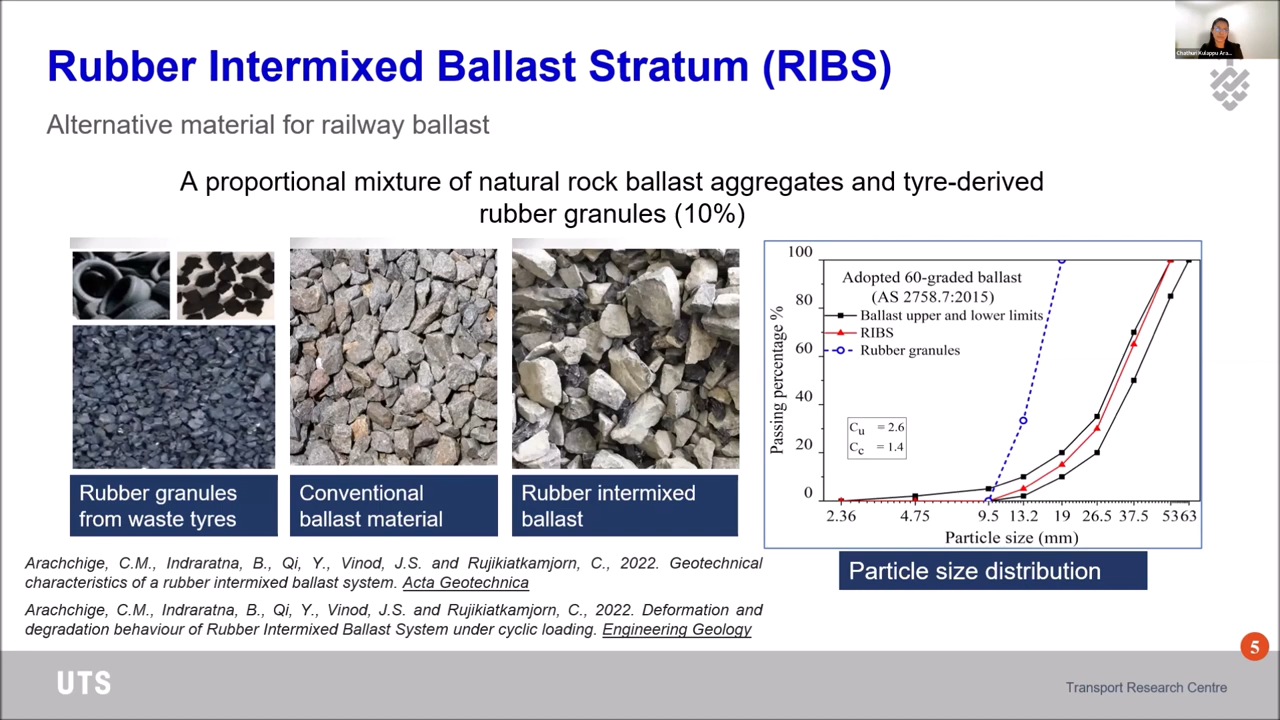 Rubber Intermixed Ballast Stratum (RIBS)
Alternative material for railway ballast
Chathuri Kulappu Ara...
A proportional mixture of natural rock ballast aggregates and tyre-derived
rubber granules (10%)
Rubber granules
from waste tyres
Conventional
ballast material
Rubber intermixed
ballast
Passing percentage %
100
80
60
40
20
0
Adopted 60-graded ballast
(AS 2758.7:2015)
Ballast upper and lower limits
RIBS
Rubber granules
Cu = 2.6
Cc = 1.4
2.36 4.75 9.5 13.2 19 26.5 37.5 53 63
Particle size (mm)
Particle size distribution
Arachchige, C.M., Indraratna, B., Qi, Y., Vinod, J.S. and Rujikiatkamjorn, C., 2022. Geotechnical
characteristics of a rubber intermixed ballast system. Acta Geotechnica
Arachchige, C.M., Indraratna, B., Qi, Y., Vinod, J.S. and Rujikiatkamjorn, C., 2022. Deformation and
degradation behaviour of Rubber Intermixed Ballast System under cyclic loading. Engineering Geology
5
UTS
Transport Research Centre